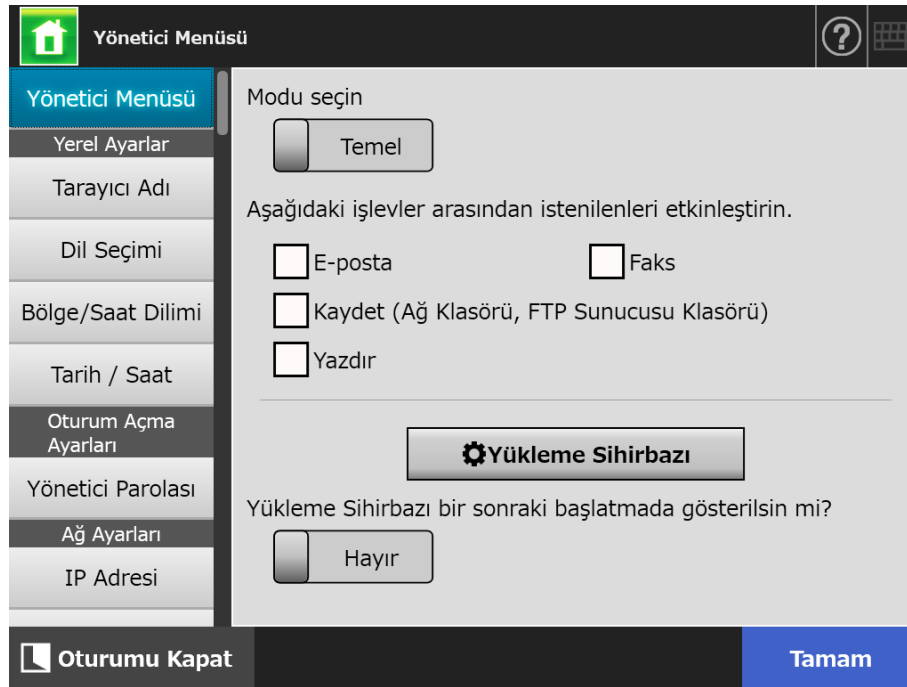 Yönetici Menüsü
?
Yönetici Menüsü
Yerel Ayarlar
Tarayıcı Adı
Dil Seçimi
Bölge/Saat Dilimi
Tarih / Saat
Oturum Açma
Ayarları
Yönetici Parolası
Ağ Ayarları
IP Adresi
Modu seçin
Temel
Aşağıdaki işlevler arasından istenilenleri etkinleştirin.
E-posta
Faks
Kaydet (Ağ Klasörü, FTP Sunucusu Klasörü)
Yazdır
Yükleme Sihirbazı
Yükleme Sihirbazı bir sonraki başlatmada gösterilsin mi?
Hayır
Oturumu Kapat
Tamam